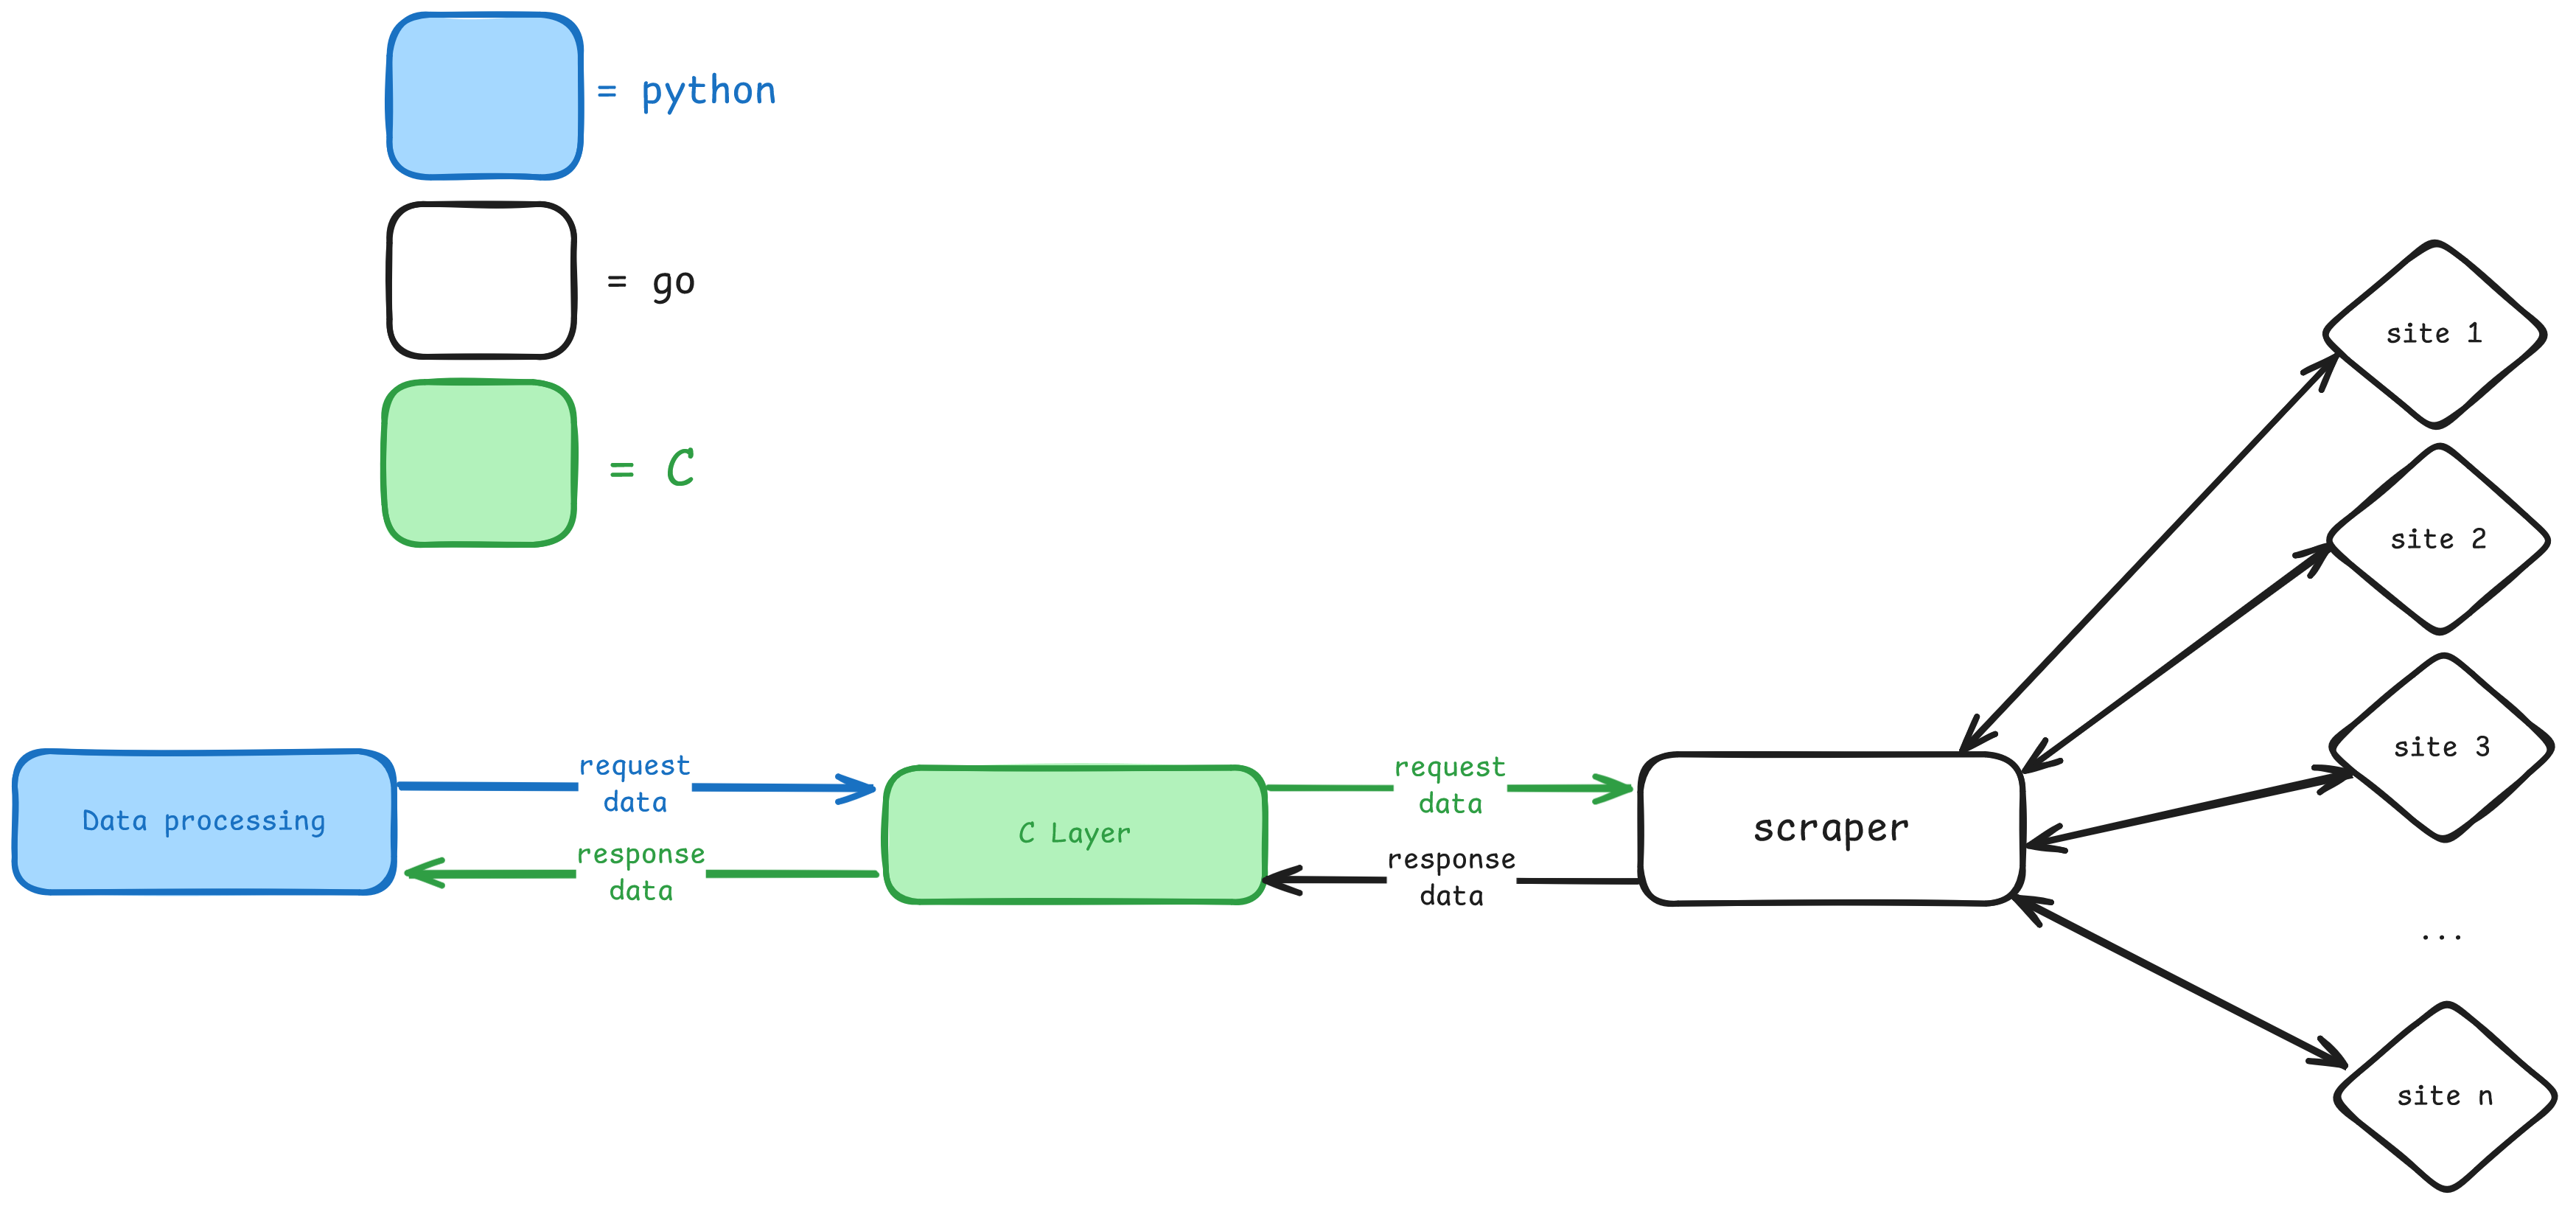 = python
= go
= C
site 1
site 2
site 3
...
site n
Data processing
request
data
response
data
C Layer
request
data
response
data
scraper